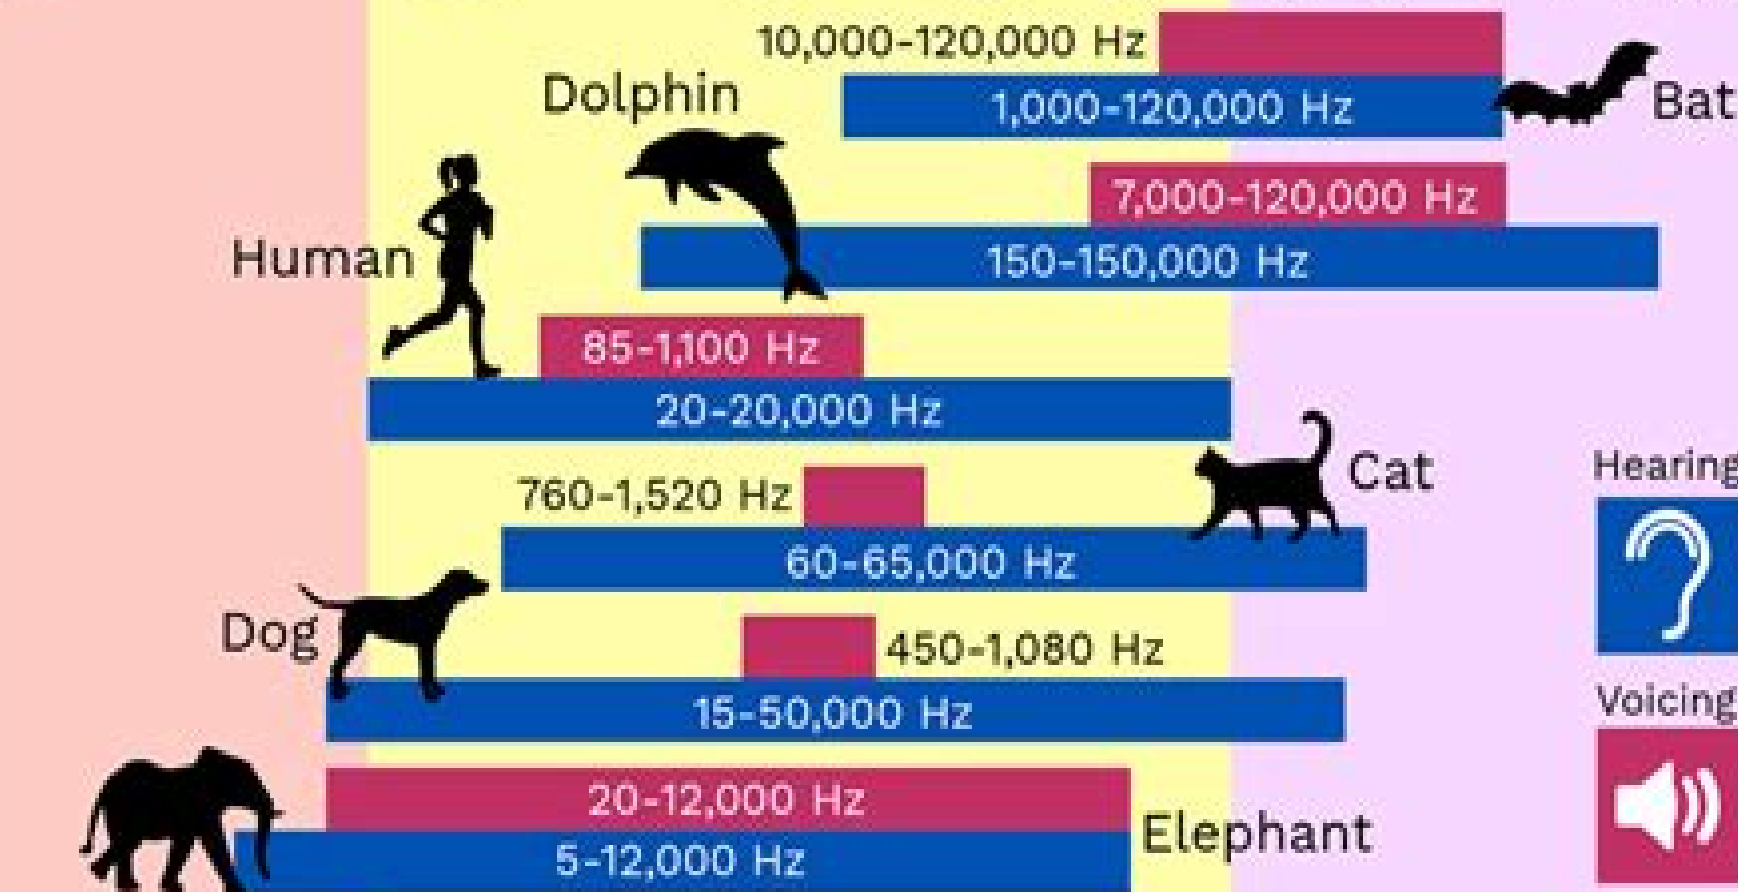 10,000-120,000 Hz
Dolphin
1,000-120,000 Hz
Bat
7,000-120,000 Hz
Human
150-150,000 Hz
85-1,100 Hz
20-20,000 Hz
Cat
Hearing
760-1,520 Hz
60-65,000 Hz
Dog
450-1,080 Hz
Voicing
15-50,000 Hz
20-12,000 Hz
Elephant
5-12,000 Hz